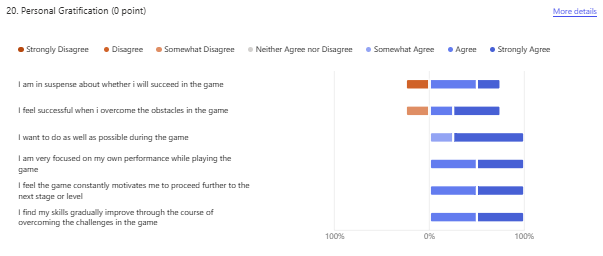 20. Personal Gratification (0 point)
More details
Strongly Disagree Disagree Somewhat Disagree Neither Agree nor Disagree Somewhat Agree Agree Strongly Agree
I am in suspense about whether i will succeed in the game
I feel successful when i overcome the obstacles in the game
I want to do as well as possible during the game
I am very focused on my own performance while playing the
game
I feel the game constantly motivates me to proceed further to the
next stage or level
I find my skills gradually improve through the course of
overcoming the challenges in the game
100% 0% 100%